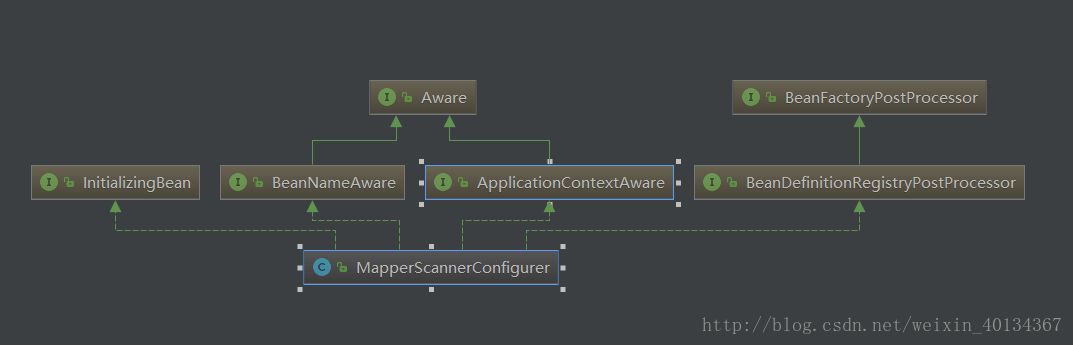 I Aware
I BeanFactoryPostProcessor
I InitializingBean
I BeanNameAware
I ApplicationContextAware
I BeanDefinitionRegistryPostProcessor
C MapperScannerConfigurer
http://blog.csdn.net/weixin_40134367